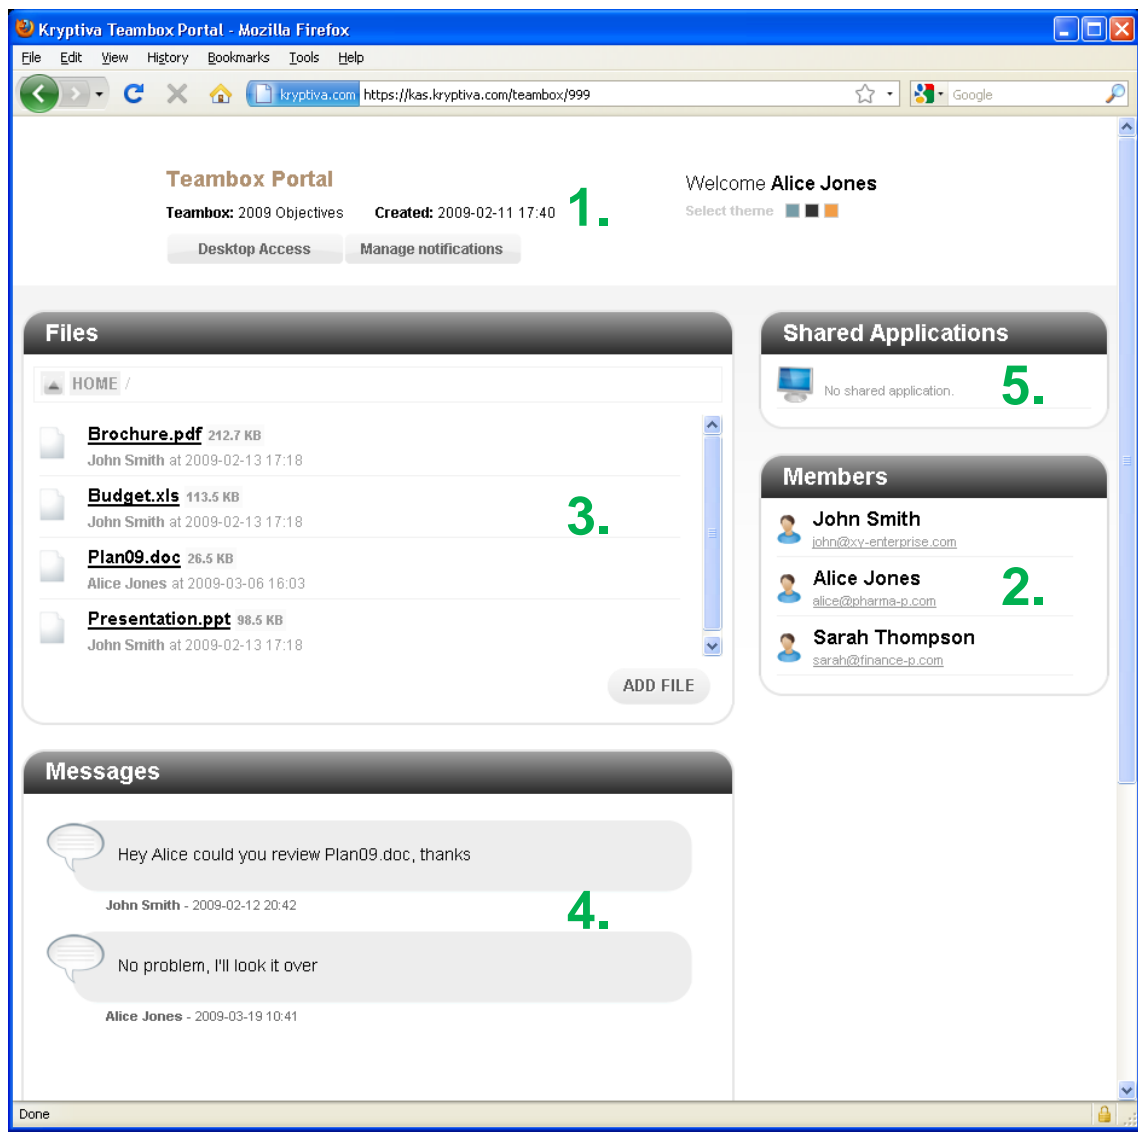 Kryptiva Teambox Portal - Mozilla Firefox
File Edit View History Bookmarks Tools Help
kryptiva.com https://kas.kryptiva.com/teambox/999 Google
Teambox Portal
Teambox: 2009 Objectives Created: 2009-02-11 17:40
1.
Desktop Access Manage notifications
Welcome Alice Jones
Select theme
Files
HOME /
Brochure.pdf 212.7 KB
John Smith at 2009-02-13 17:18
Budget.xls 113.5 KB
John Smith at 2009-02-13 17:18
3.
Plan09.doc 26.5 KB
Alice Jones at 2009-03-06 16:03
Presentation.ppt 98.5 KB
John Smith at 2009-02-13 17:18
ADD FILE
Shared Applications
No shared application.
5.
Members
John Smith
john@xy-enterprise.com
Alice Jones
alice@pharma-p.com
2.
Sarah Thompson
sarah@finance-p.com
Messages
Hey Alice could you review Plan09.doc, thanks
John Smith - 2009-02-12 20:42
4.
No problem, I'll look it over
Alice Jones - 2009-03-19 10:41
Done